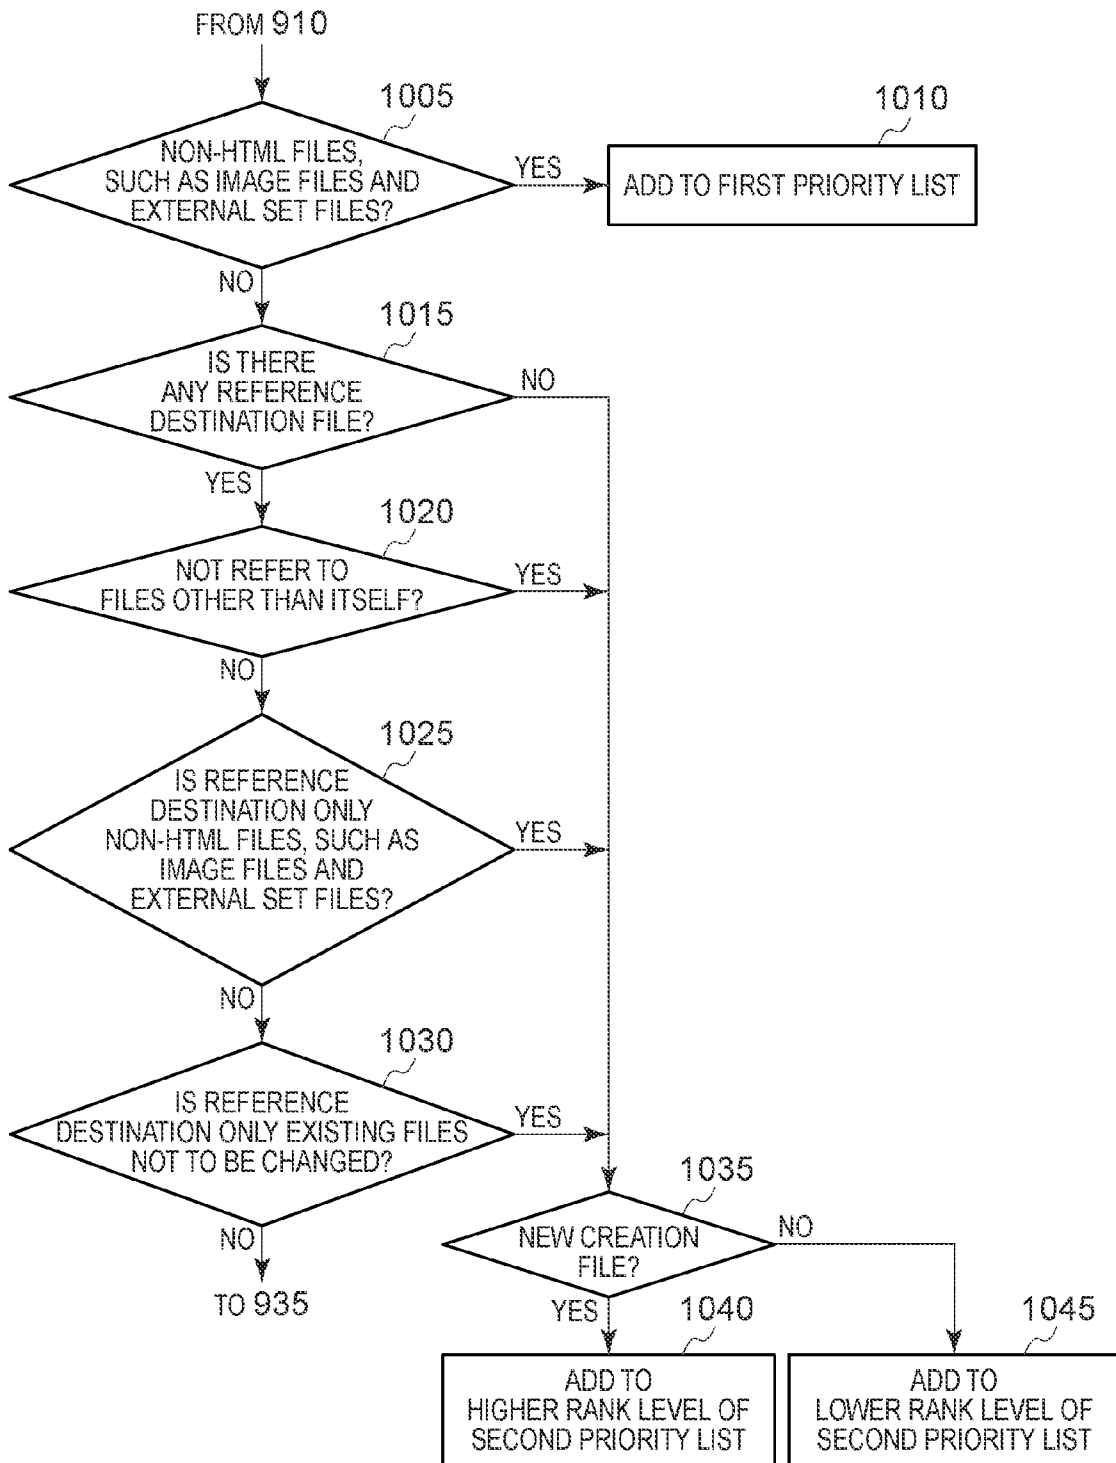 FROM 910
1005
NON-HTML FILES,
SUCH AS IMAGE FILES AND
EXTERNAL SET FILES?
YES
1010
ADD TO FIRST PRIORITY LIST
NO
1015
IS THERE
ANY REFERENCE
DESTINATION FILE?
NO
YES
1020
NOT REFER TO
FILES OTHER THAN ITSELF?
YES
NO
1025
IS REFERENCE
DESTINATION ONLY
NON-HTML FILES, SUCH AS
IMAGE FILES AND
EXTERNAL SET FILES?
YES
NO
1030
IS REFERENCE
DESTINATION ONLY EXISTING FILES
NOT TO BE CHANGED?
YES
NO
TO 935
1035
NEW CREATION
FILE?
NO
YES
1040
ADD TO
HIGHER RANK LEVEL OF
SECOND PRIORITY LIST
1045
ADD TO
LOWER RANK LEVEL OF
SECOND PRIORITY LIST